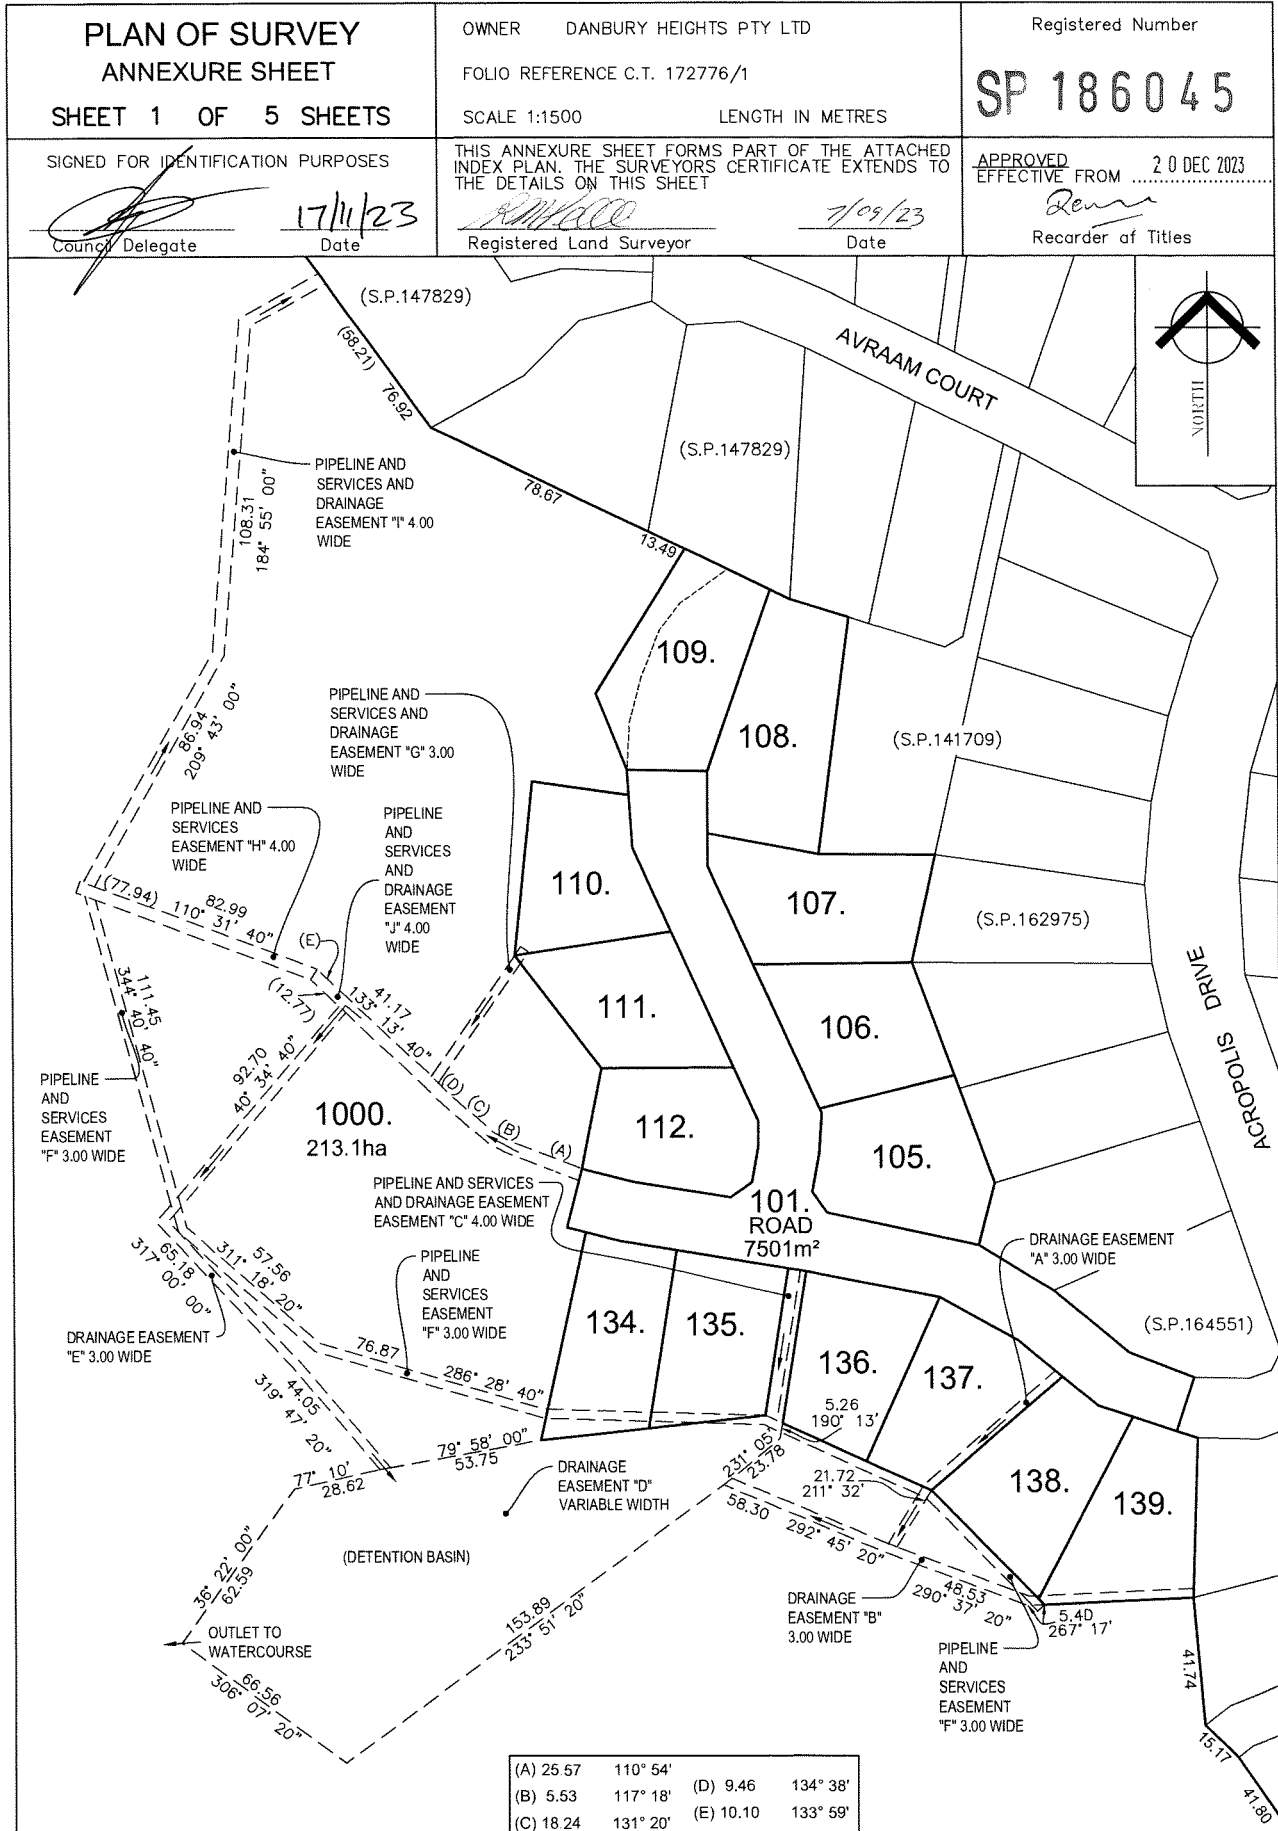 PLAN OF SURVEY
ANNEXURE SHEET
SHEET 1 OF 5 SHEETS
OWNER DANBURY HEIGHTS PTY LTD
FOLIO REFERENCE C.T. 172776/1
SCALE 1:1500 LENGTH IN METRES
Registered Number
SP 186045
SIGNED FOR IDENTIFICATION PURPOSES
17/11/23
Council Delegate Date
THIS ANNEXURE SHEET FORMS PART OF THE ATTACHED
INDEX PLAN. THE SURVEYORS CERTIFICATE EXTENDS TO
THE DETAILS ON THIS SHEET
7/09/23
Registered Land Surveyor Date
APPROVED
EFFECTIVE FROM 20 DEC 2023
Recorder of Titles
(S.P.147829)
(58.21)
76.92
AVRAAM COURT
NORTH
(S.P.147829)
78.67
13.49
PIPELINE AND
SERVICES AND
DRAINAGE
EASEMENT "I" 4.00
WIDE
108.31
184° 55' 00"
109.
108.
(S.P.141709)
PIPELINE AND
SERVICES AND
DRAINAGE
EASEMENT "G" 3.00
WIDE
86.94
209° 43' 00"
PIPELINE AND
SERVICES
EASEMENT "H" 4.00
WIDE
PIPELINE
AND
SERVICES
AND
DRAINAGE
EASEMENT
"J" 4.00
WIDE
110.
107.
(S.P.162975)
(77.94)
82.99
110° 31' 40"
(E)
(12.77)
41.17
133° 13' 40"
111.
106.
ACROPOLIS DRIVE
111.45
344° 40' 40"
92.70
40° 34' 40"
PIPELINE
AND
SERVICES
EASEMENT
"F" 3.00 WIDE
1000.
213.1ha
(D) (C) (B) (A)
112.
105.
PIPELINE AND SERVICES
AND DRAINAGE EASEMENT
EASEMENT "C" 4.00 WIDE
101.
ROAD
7501m²
DRAINAGE EASEMENT
"A" 3.00 WIDE
65.18
317° 00' 00"
57.56
311° 18' 20"
PIPELINE
AND
SERVICES
EASEMENT
"F" 3.00 WIDE
134.
135.
136.
137.
(S.P.164551)
DRAINAGE EASEMENT
"E" 3.00 WIDE
76.87
286° 28' 40"
44.05
319° 47' 20"
5.26
190° 13'
79° 58' 00"
53.75
77° 10'
28.62
DRAINAGE
EASEMENT "D"
VARIABLE WIDTH
231° 05'
23.78
21.72
211° 32'
138.
139.
58.30
292° 45' 20"
(DETENTION BASIN)
36° 22' 00"
62.59
48.53
290° 37' 20"
DRAINAGE
EASEMENT "B"
3.00 WIDE
5.40
267° 17'
OUTLET TO
WATERCOURSE
153.89
233° 51' 20"
PIPELINE
AND
SERVICES
EASEMENT
"F" 3.00 WIDE
41.74
66.56
306° 07' 20"
15.17
41.80
(A) 25.57 110° 54'
(B) 5.53 117° 18'
(C) 18.24 131° 20'
(D) 9.46 134° 38'
(E) 10.10 133° 59'